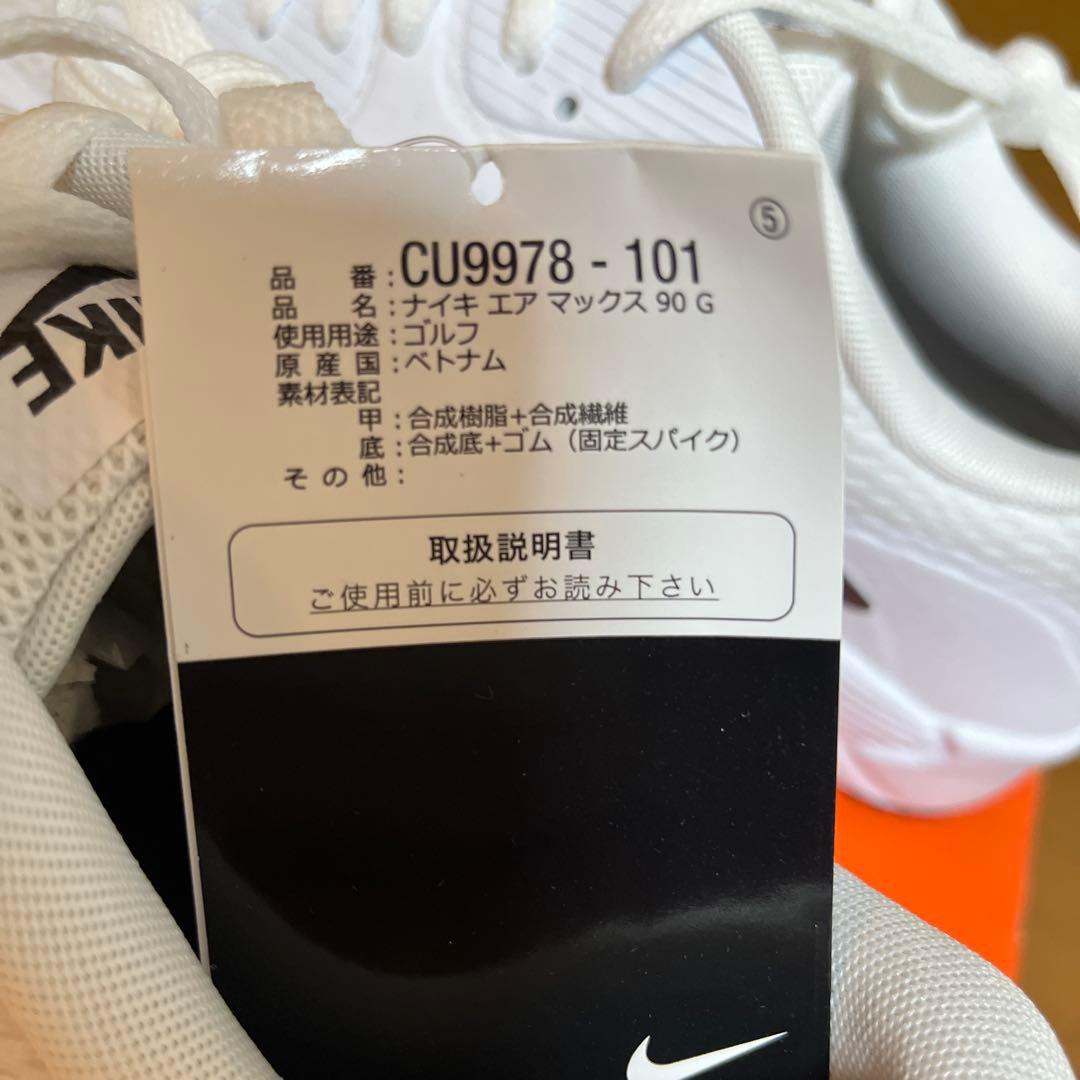 ⑤
品 番:CU9978-101
品 名:ナイキ エア マックス 90 G
使用用途:ゴルフ
原産国:ベトナム
素材表記
甲:合成樹脂+合成繊維
底:合成底+ゴム(固定スパイク)
その他:
取扱説明書
ご使用前に必ずお読み下さい
NIKE